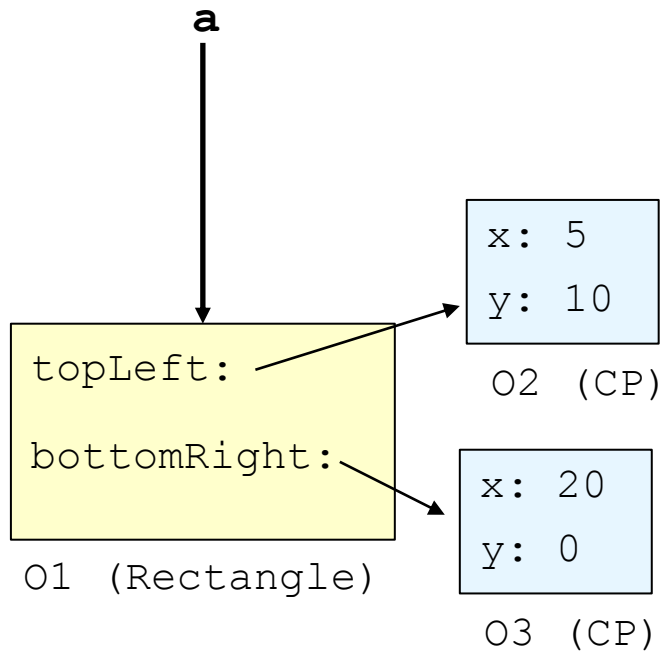 a
topLeft:
bottomRight:
O1 (Rectangle)
x: 5
y: 10
O2 (CP)
x: 20
y: 0
O3 (CP)